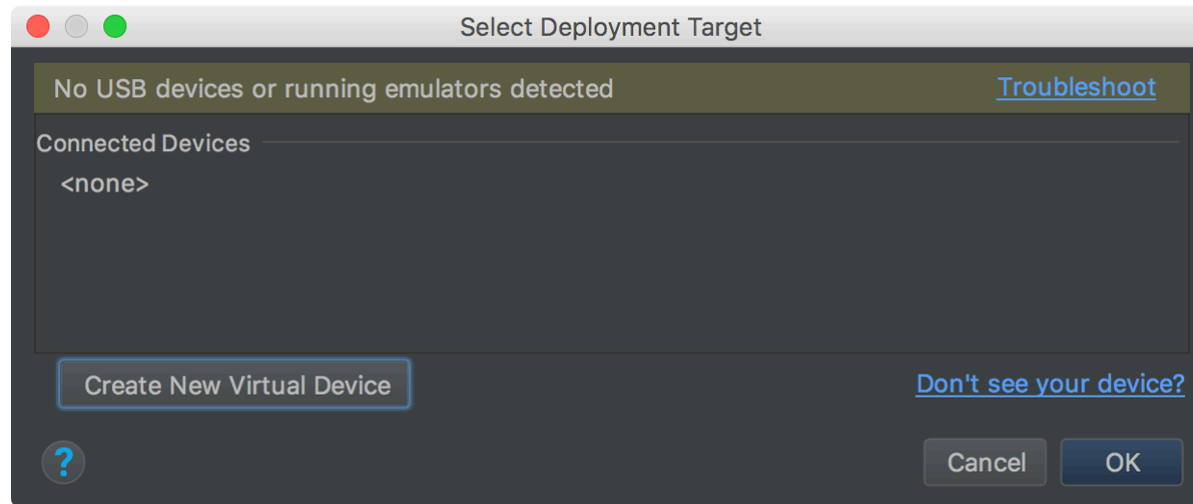 Select Deployment Target
No USB devices or running emulators detected Troubleshoot
Connected Devices
<none>
Create New Virtual Device Don't see your device?
? Cancel OK